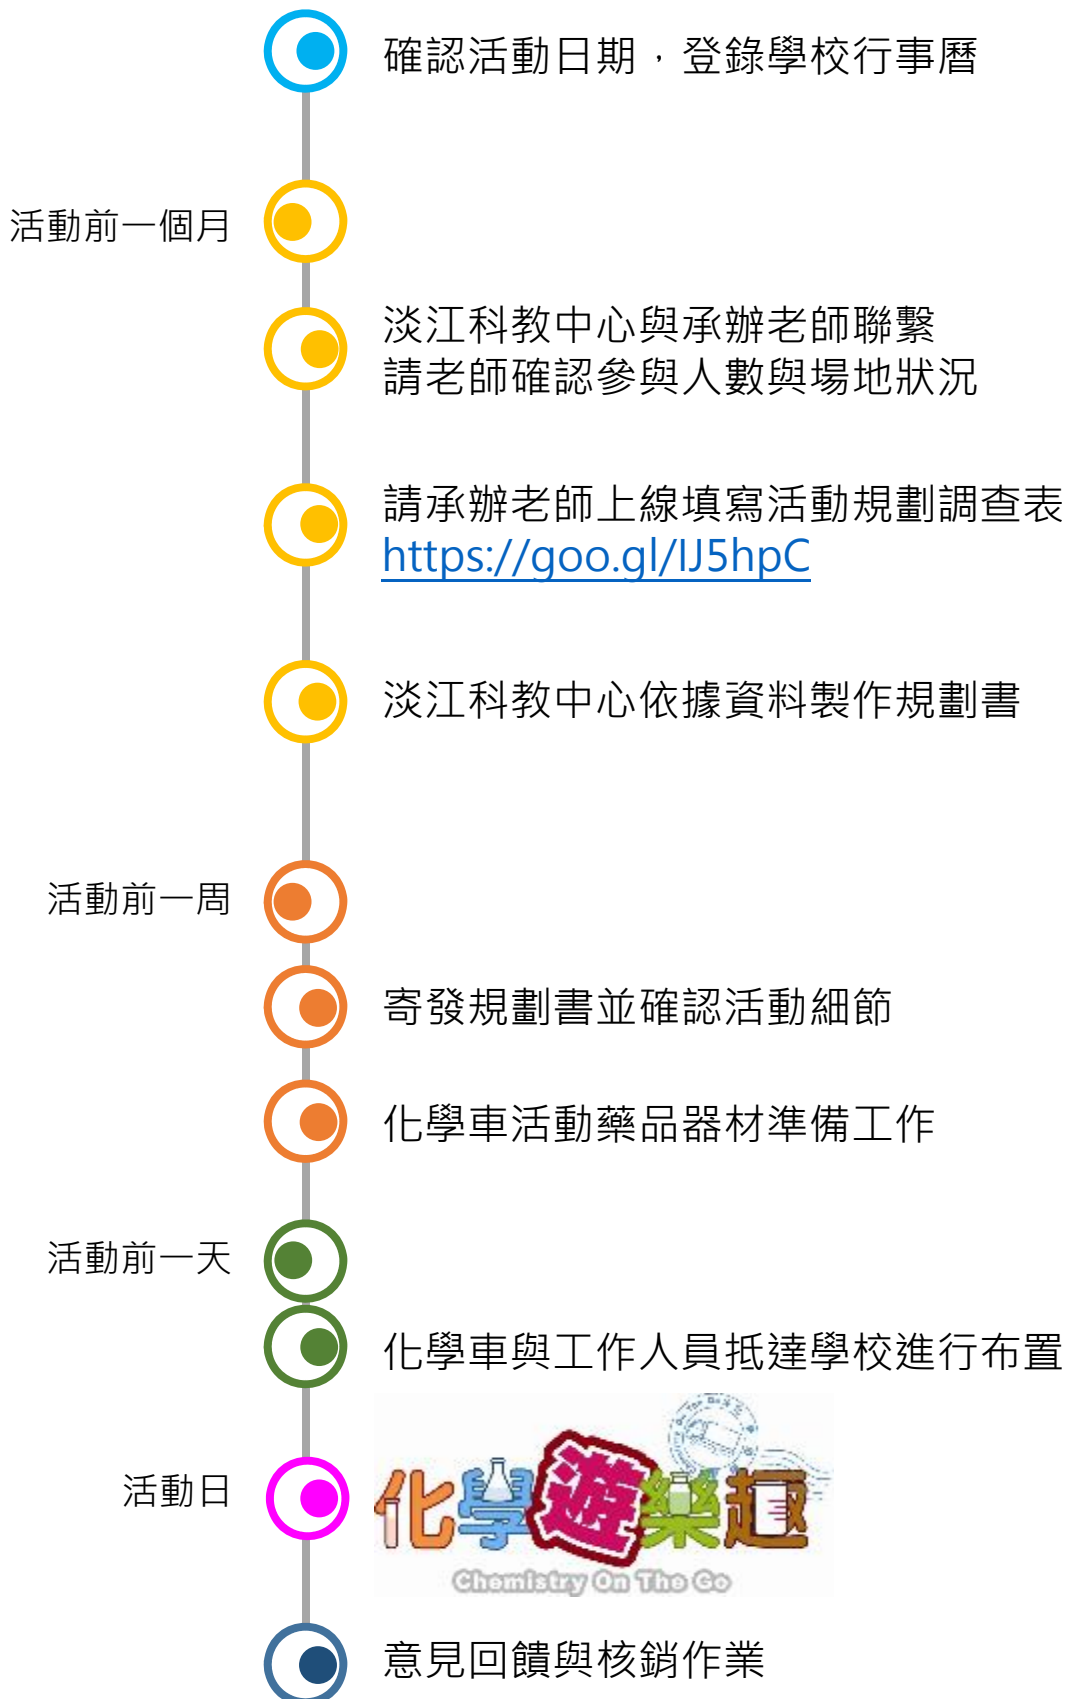 確認活動日期，登錄學校行事曆
活動前一個月
淡江科教中心與承辦老師聯繫
請老師確認參與人數與場地狀況
請承辦老師上線填寫活動規劃調查表
https://goo.gl/IJ5hpC
淡江科教中心依據資料製作規劃書
活動前一周
寄發規劃書並確認活動細節
化學車活動藥品器材準備工作
活動前一天
化學車與工作人員抵達學校進行布置
活動日
化學遊樂趣
Chemistry On The Go
意見回饋與核銷作業